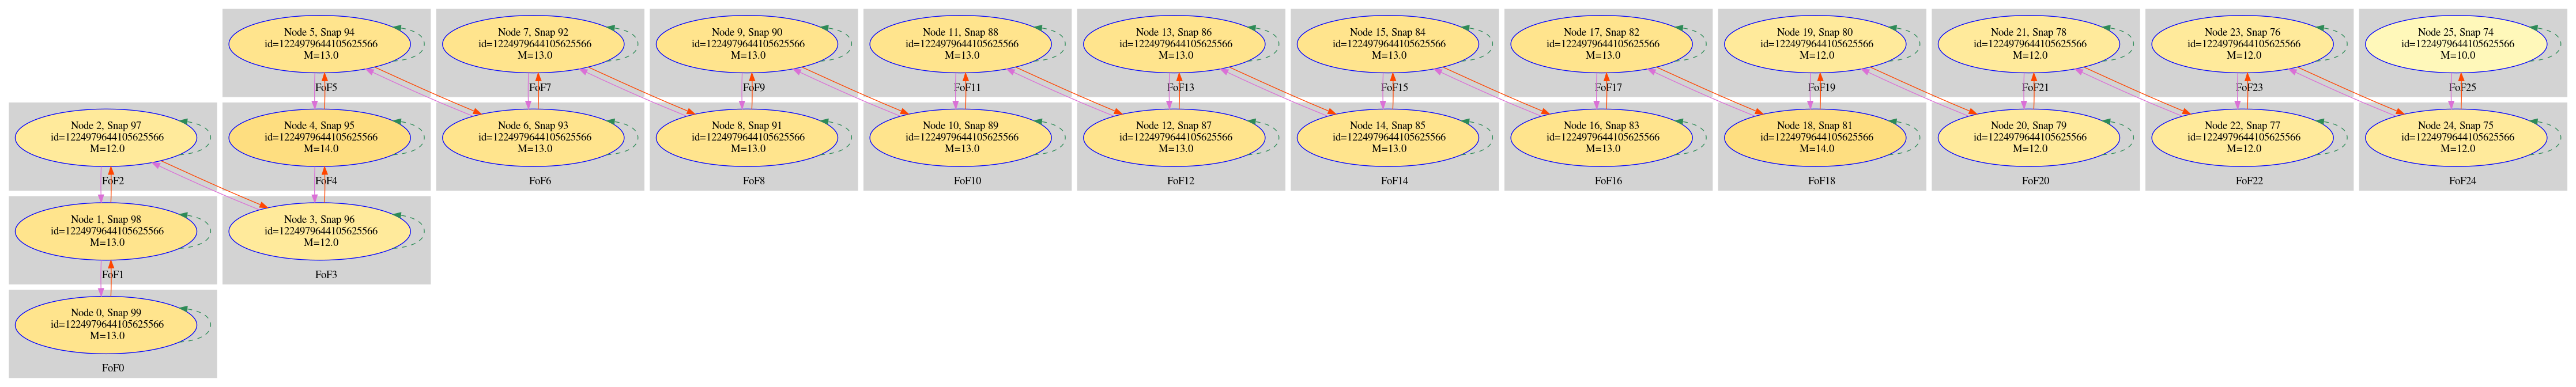 Node 5, Snap 94
id=1224979644105625566
M=13.0
FoF5
Node 7, Snap 92
id=1224979644105625566
M=13.0
FoF7
Node 9, Snap 90
id=1224979644105625566
M=13.0
FoF9
Node 11, Snap 88
id=1224979644105625566
M=13.0
FoF11
Node 13, Snap 86
id=1224979644105625566
M=13.0
FoF13
Node 15, Snap 84
id=1224979644105625566
M=13.0
FoF15
Node 17, Snap 82
id=1224979644105625566
M=13.0
FoF17
Node 19, Snap 80
id=1224979644105625566
M=12.0
FoF19
Node 21, Snap 78
id=1224979644105625566
M=12.0
FoF21
Node 23, Snap 76
id=1224979644105625566
M=12.0
FoF23
Node 25, Snap 74
id=1224979644105625566
M=10.0
FoF25
Node 2, Snap 97
id=1224979644105625566
M=12.0
FoF2
Node 4, Snap 95
id=1224979644105625566
M=14.0
FoF4
Node 6, Snap 93
id=1224979644105625566
M=13.0
FoF6
Node 8, Snap 91
id=1224979644105625566
M=13.0
FoF8
Node 10, Snap 89
id=1224979644105625566
M=13.0
FoF10
Node 12, Snap 87
id=1224979644105625566
M=13.0
FoF12
Node 14, Snap 85
id=1224979644105625566
M=13.0
FoF14
Node 16, Snap 83
id=1224979644105625566
M=13.0
FoF16
Node 18, Snap 81
id=1224979644105625566
M=14.0
FoF18
Node 20, Snap 79
id=1224979644105625566
M=12.0
FoF20
Node 22, Snap 77
id=1224979644105625566
M=12.0
FoF22
Node 24, Snap 75
id=1224979644105625566
M=12.0
FoF24
Node 1, Snap 98
id=1224979644105625566
M=13.0
FoF1
Node 3, Snap 96
id=1224979644105625566
M=12.0
FoF3
Node 0, Snap 99
id=1224979644105625566
M=13.0
FoF0